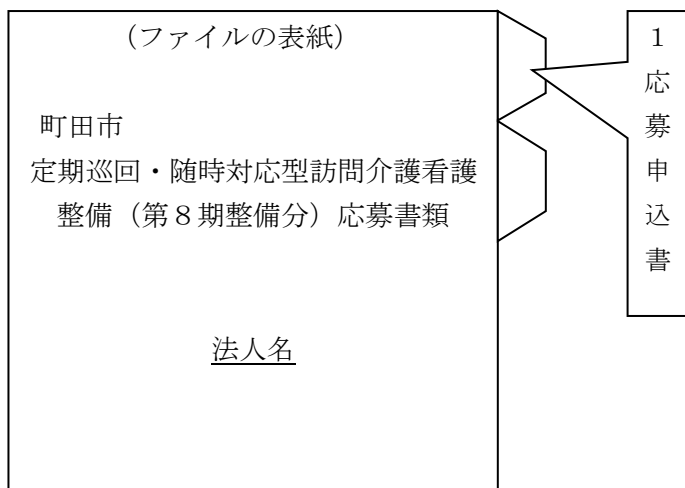 (ファイルの表紙)
町田市
定期巡回・随時対応型訪問介護看護
整備（第８期整備分）応募書類
法人名
１応募申込書